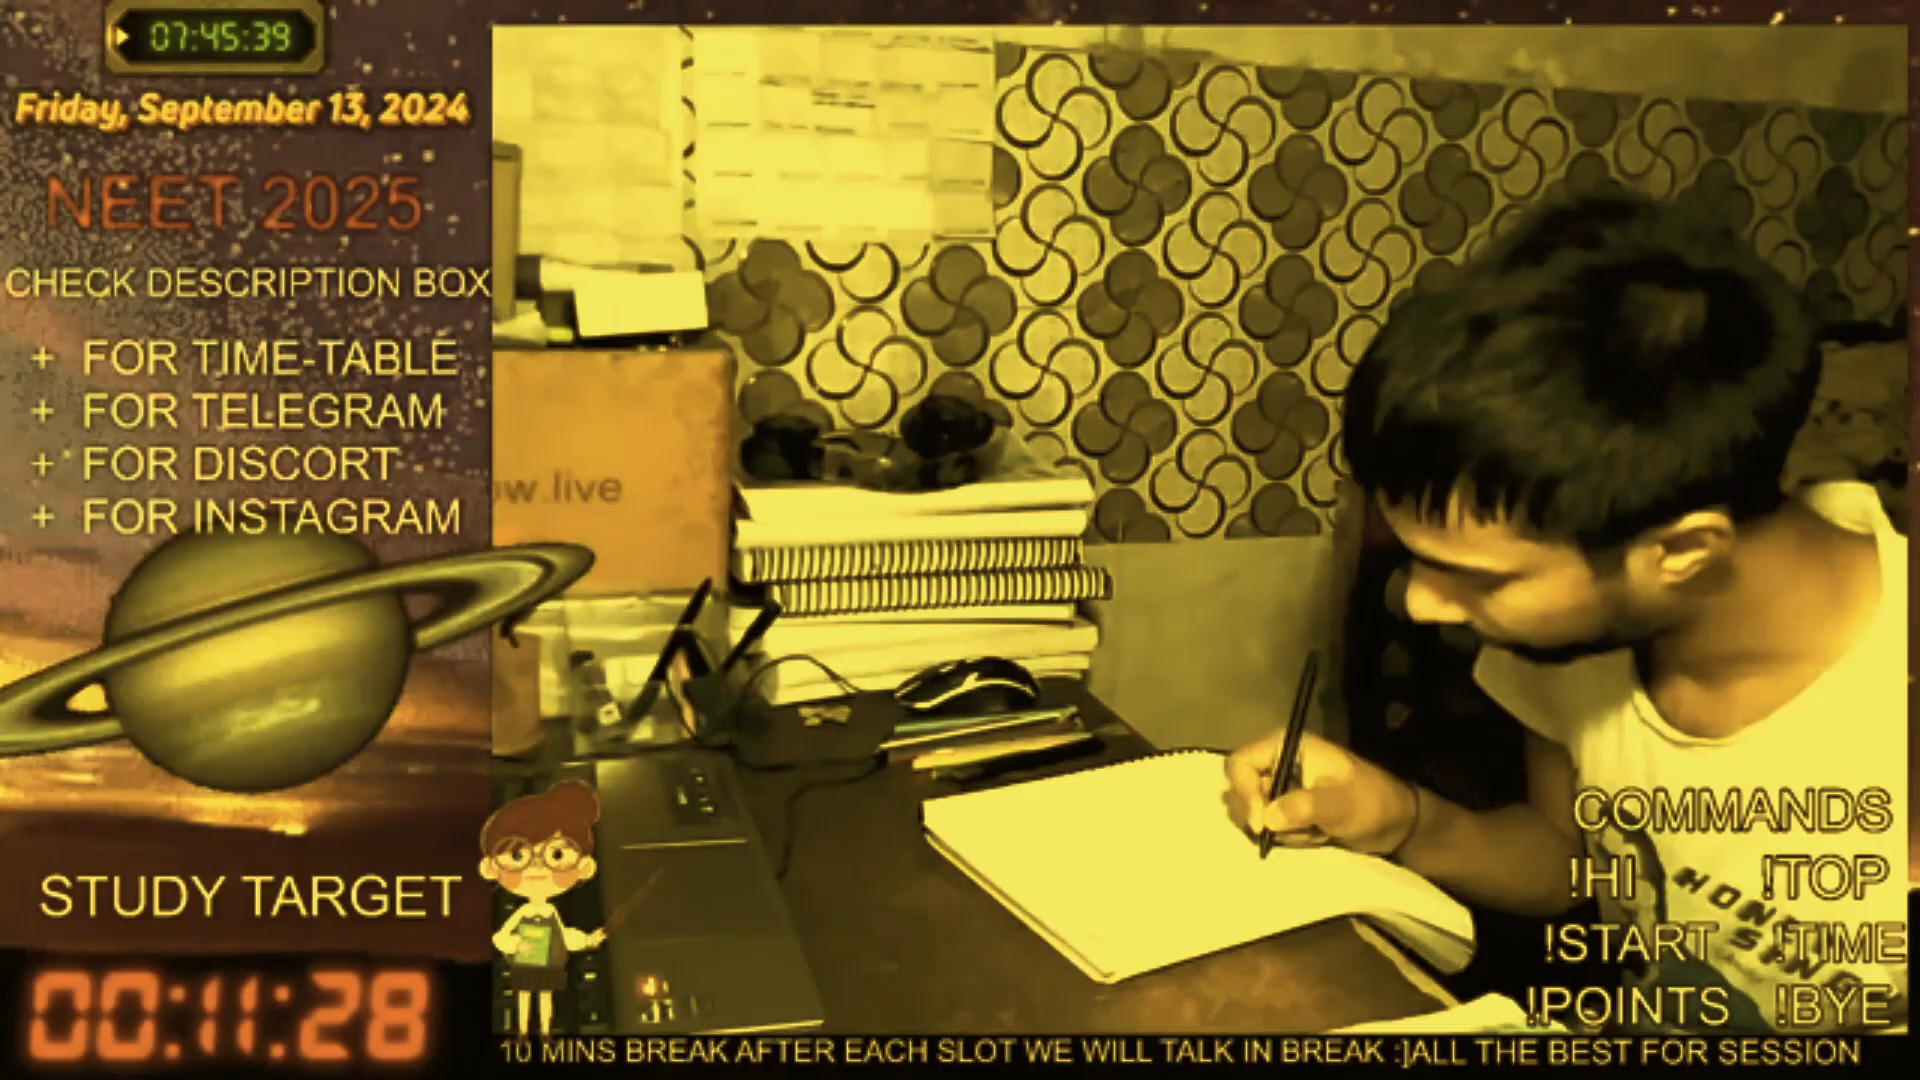 07:45:39
Friday, September 13, 2024
NEET 2025
CHECK DESCRIPTION BOX
+ FOR TIME-TABLE
+ FOR TELEGRAM
+ FOR DISCORT
+ FOR INSTAGRAM
ow.live
STUDY TARGET
00:11:28
COMMANDS
!HI !TOP
!START !TIME
!POINTS !BYE
10 MINS BREAK AFTER EACH SLOT WE WILL TALK IN BREAK :]ALL THE BEST FOR SESSION